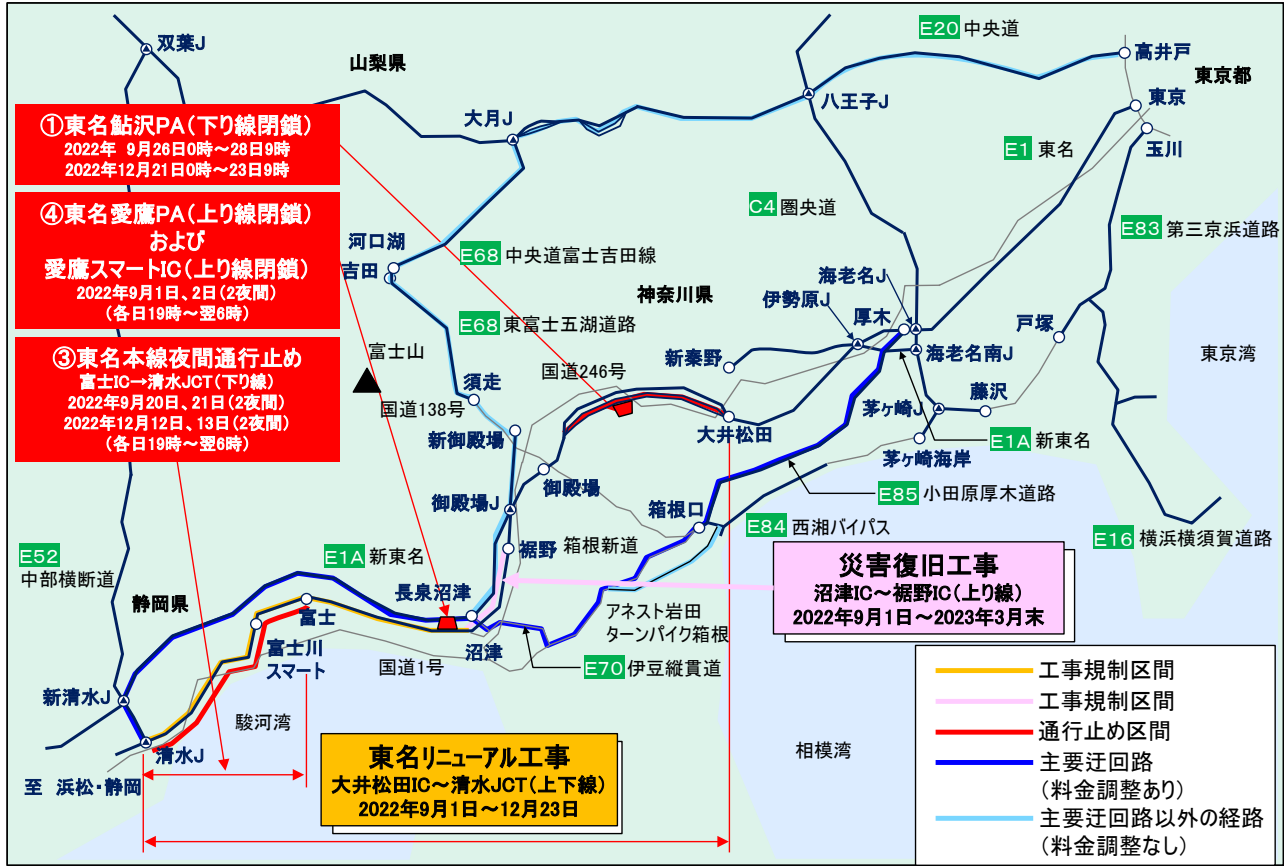 双葉J
山梨県
E20 中央道
高井戸
東京都
八王子J
東京
大月J
玉川
E1 東名
①東名鮎沢PA(下り線閉鎖)
2022年 9月26日0時~28日9時
2022年12月21日0時~23日9時
④東名愛鷹PA(上り線閉鎖)
および
愛鷹スマートIC(上り線閉鎖)
2022年9月1日、2日(2夜間)
(各日19時~翌6時)
③東名本線夜間通行止め
富士IC→清水JCT(下り線)
2022年9月20日、21日(2夜間)
2022年12月12日、13日(2夜間)
(各日19時~翌6時)
C4 圏央道
E83 第三京浜道路
河口湖
吉田
E68 中央道富士吉田線
神奈川県
海老名J
伊勢原J
厚木
E68 東富士五湖道路
新秦野
海老名南J
戸塚
富士山
国道246号
東京湾
須走
国道138号
新御殿場
大井松田
茅ヶ崎J
藤沢
E1A 新東名
茅ヶ崎海岸
御殿場
E85 小田原厚木道路
御殿場J
箱根口
E84 西湘バイパス
E16 横浜横須賀道路
裾野
箱根新道
E52
中部横断道
E1A 新東名
長泉沼津
静岡県
災害復旧工事
沼津IC~裾野IC(上り線)
2022年9月1日~2023年3月末
富士
アネスト岩田
ターンパイク箱根
沼津
富士川
スマート
国道1号
E70 伊豆縦貫道
新清水J
駿河湾
清水J
相模湾
至 浜松・静岡
東名リニューアル工事
大井松田IC~清水JCT(上下線)
2022年9月1日~12月23日
工事規制区間
工事規制区間
通行止め区間
主要迂回路
(料金調整あり)
主要迂回路以外の経路
(料金調整なし)